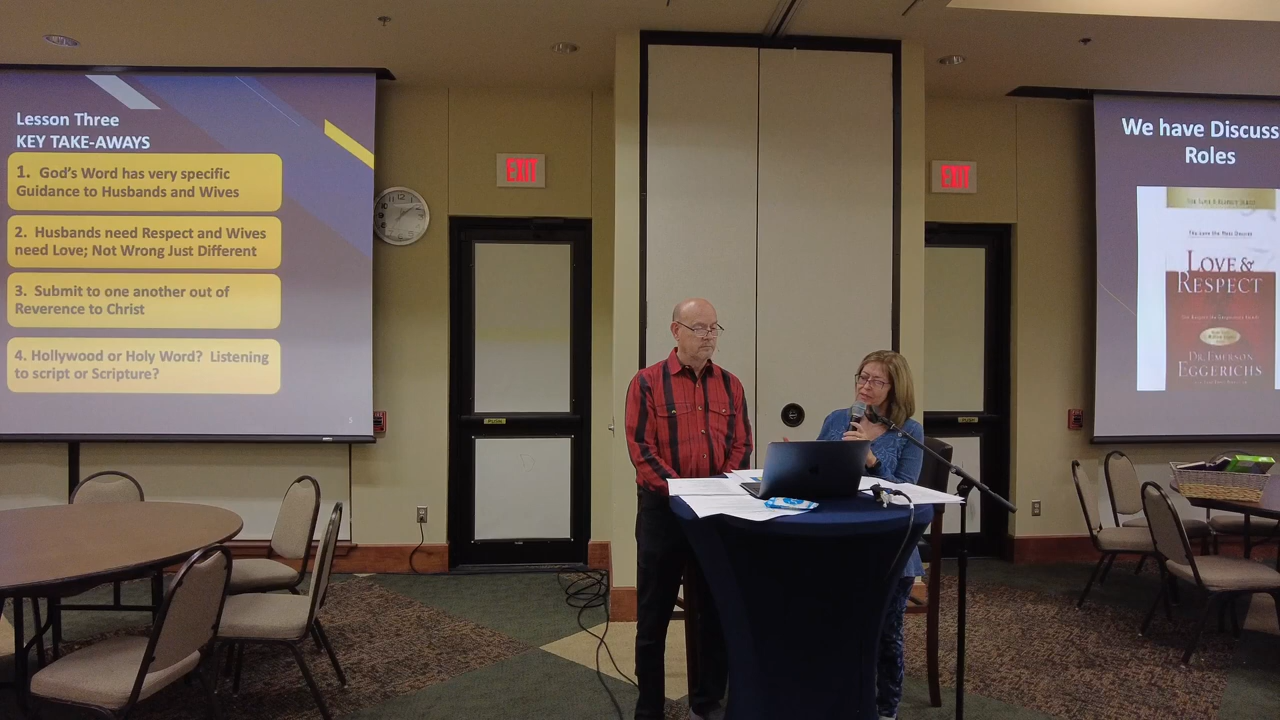 Lesson Three
KEY TAKE-AWAYS
1. God's Word has very specific
Guidance to Husbands and Wives
2. Husbands need Respect and Wives
need Love; Not Wrong Just Different
3. Submit to one another out of
Reverence to Christ
4. Hollywood or Holy Word? Listening
to script or Scripture?
5
EXIT
EXIT
We have Discuss
Roles
LOVE &
RESPECT
DR. EMERSON
EGGERICHS